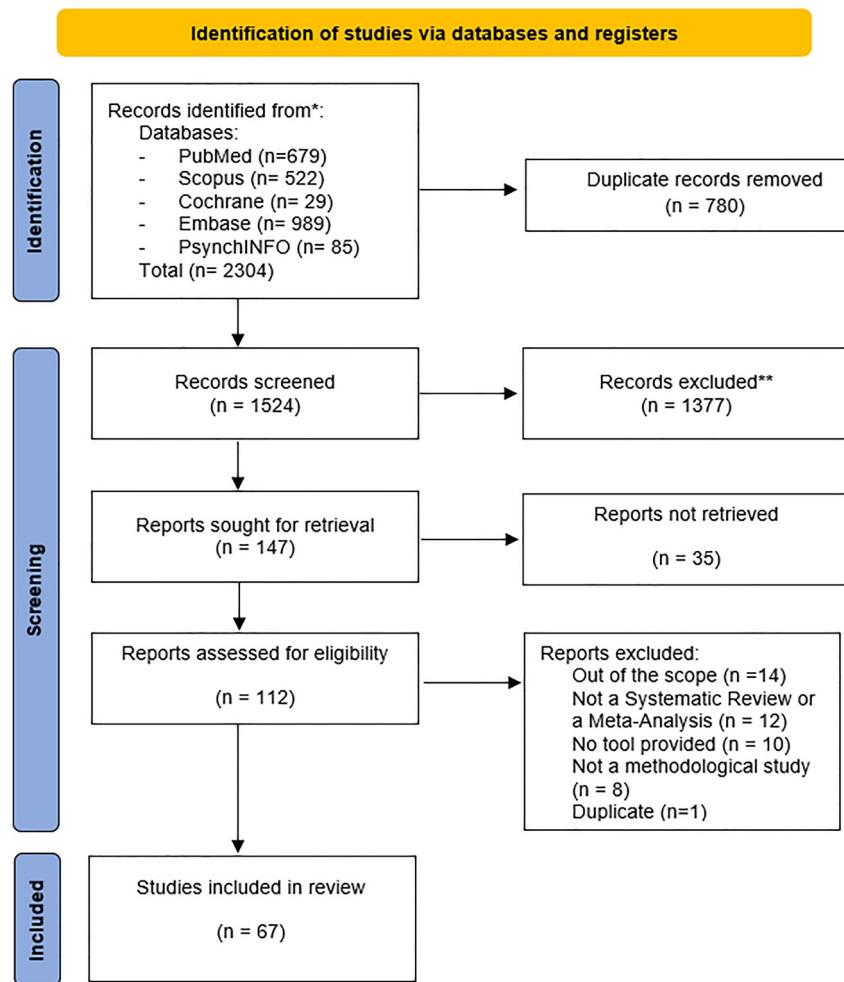 Identification of studies via databases and registers
Identification
Records identified from*:
Databases:
- PubMed (n=679)
- Scopus (n= 522)
- Cochrane (n= 29)
- Embase (n= 989)
- PsynchINFO (n= 85)
Total (n= 2304)
Duplicate records removed
(n = 780)
Screening
Records screened
(n = 1524)
Records excluded**
(n = 1377)
Reports sought for retrieval
(n = 147)
Reports not retrieved
(n = 35)
Reports assessed for eligibility
(n = 112)
Reports excluded:
Out of the scope (n =14)
Not a Systematic Review or
a Meta-Analysis (n = 12)
No tool provided (n = 10)
Not a methodological study
(n = 8)
Duplicate (n=1)
Included
Studies included in review
(n = 67)